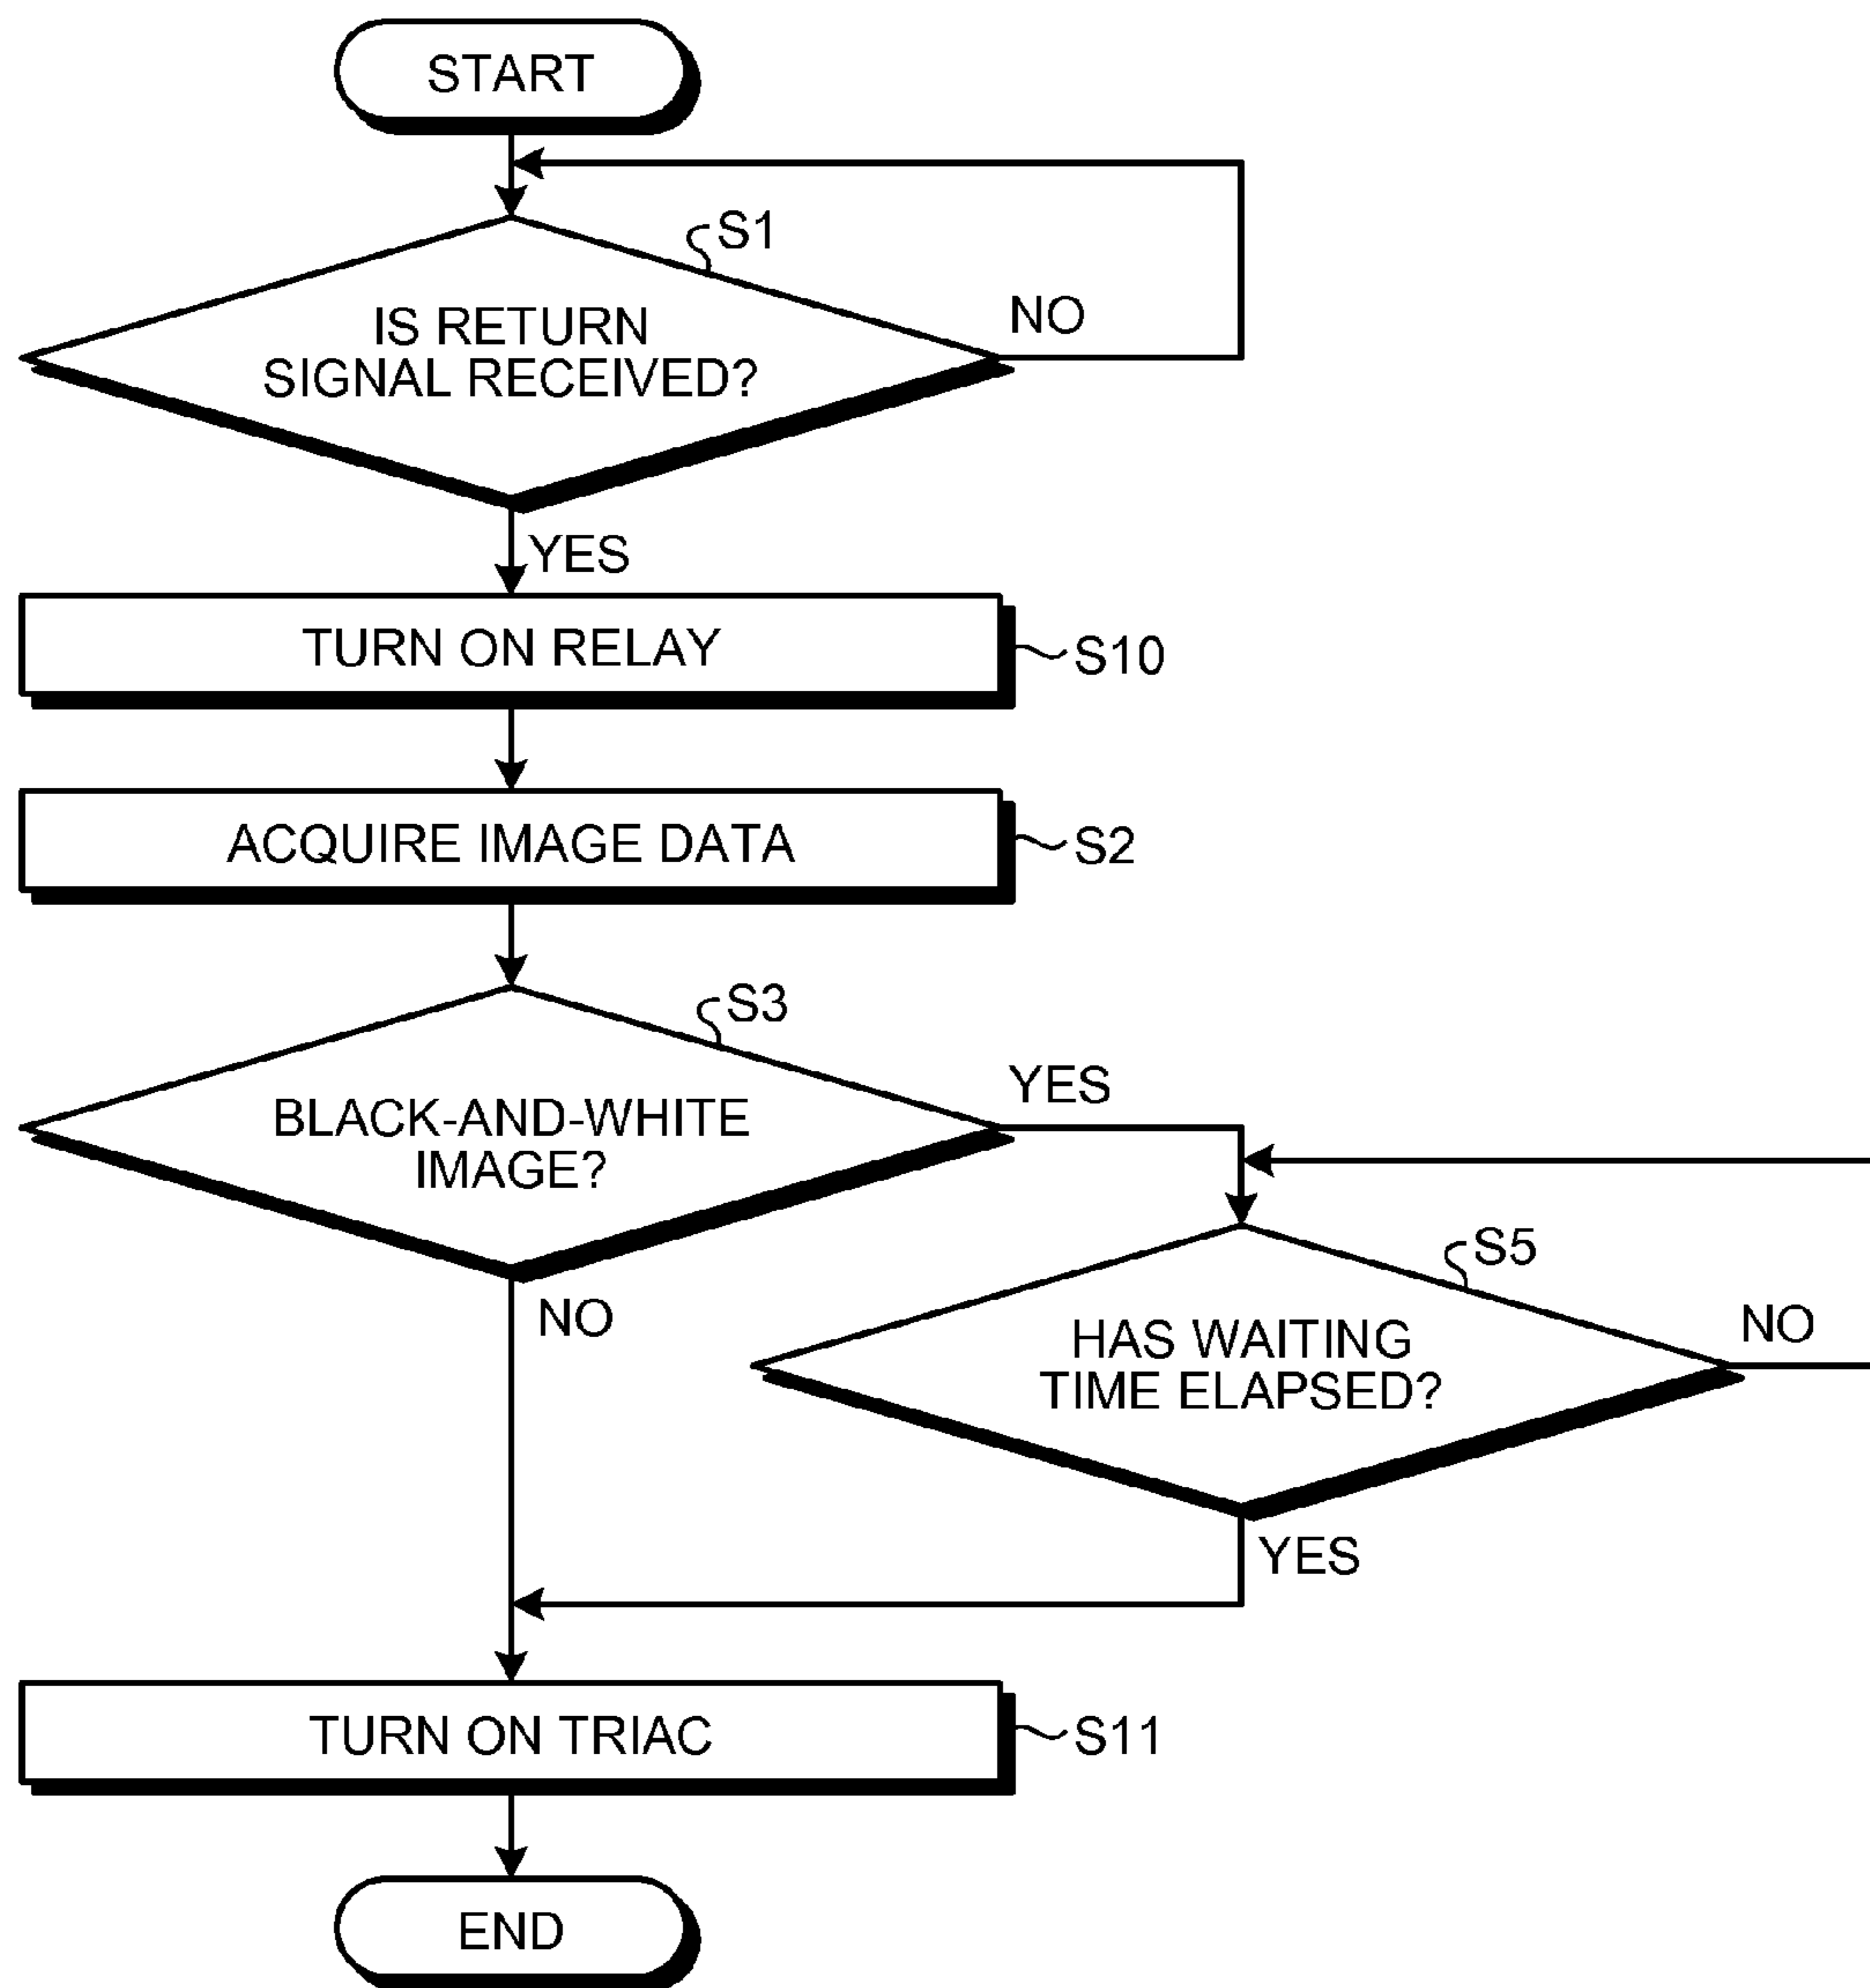 START
S1
IS RETURN
SIGNAL RECEIVED?
NO
YES
TURN ON RELAY
S10
ACQUIRE IMAGE DATA
S2
S3
BLACK-AND-WHITE
IMAGE?
YES
NO
S5
HAS WAITING
TIME ELAPSED?
NO
YES
TURN ON TRIAC
S11
END